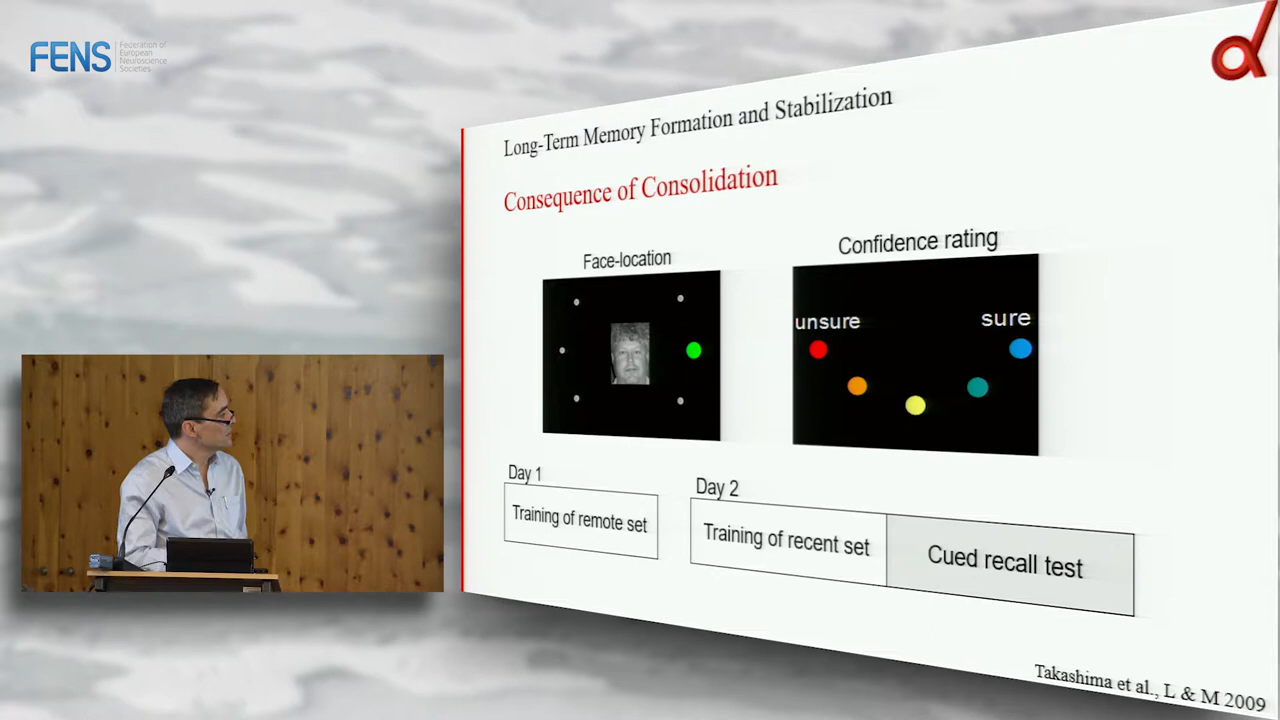 FENS
Federation of
European
Neuroscience
Societies
Long-Term Memory Formation and Stabilization
Consequence of Consolidation
Face-location
Confidence rating
unsure
sure
Day 1
Training of remote set
Day 2
Training of recent set
Cued recall test
Takashima et al., L & M 2009